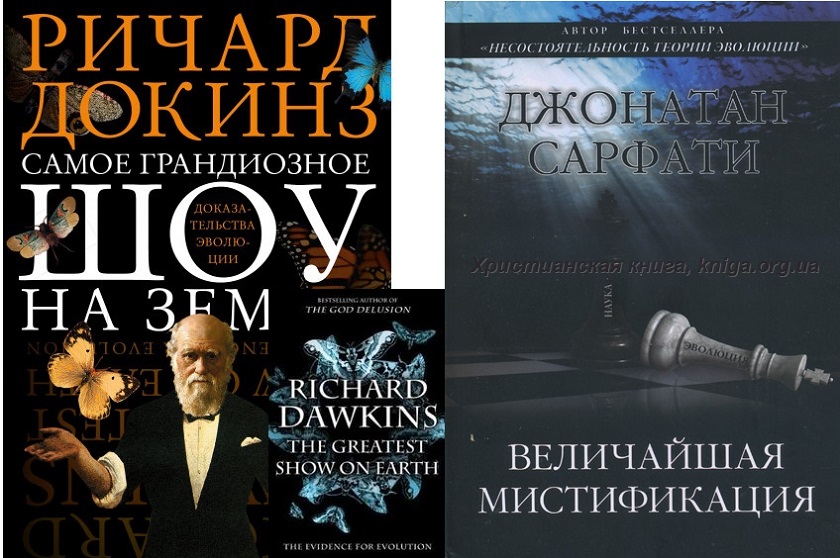 РИЧАРД
ДОКИНЗ
САМОЕ ГРАНДИОЗНОЕ
ШОУ
ДОКАЗА-
ТЕЛЬСТВА
ЭВОЛЮ-
ЦИИ
НА ЗЕМ
BESTSELLING AUTHOR OF
THE GOD DELUSION
RICHARD
DAWKINS
THE GREATEST
SHOW ON EARTH
THE EVIDENCE FOR EVOLUTION
АВТОР БЕСТСЕЛЛЕРА
«НЕСОСТОЯТЕЛЬНОСТЬ ТЕОРИИ ЭВОЛЮЦИИ»
ДЖОНАТАН
САРФАТИ
Христианская книга, kniga.org.ua
НАУКА
ЭВОЛЮЦИЯ
ВЕЛИЧАЙШАЯ
МИСТИФИКАЦИЯ